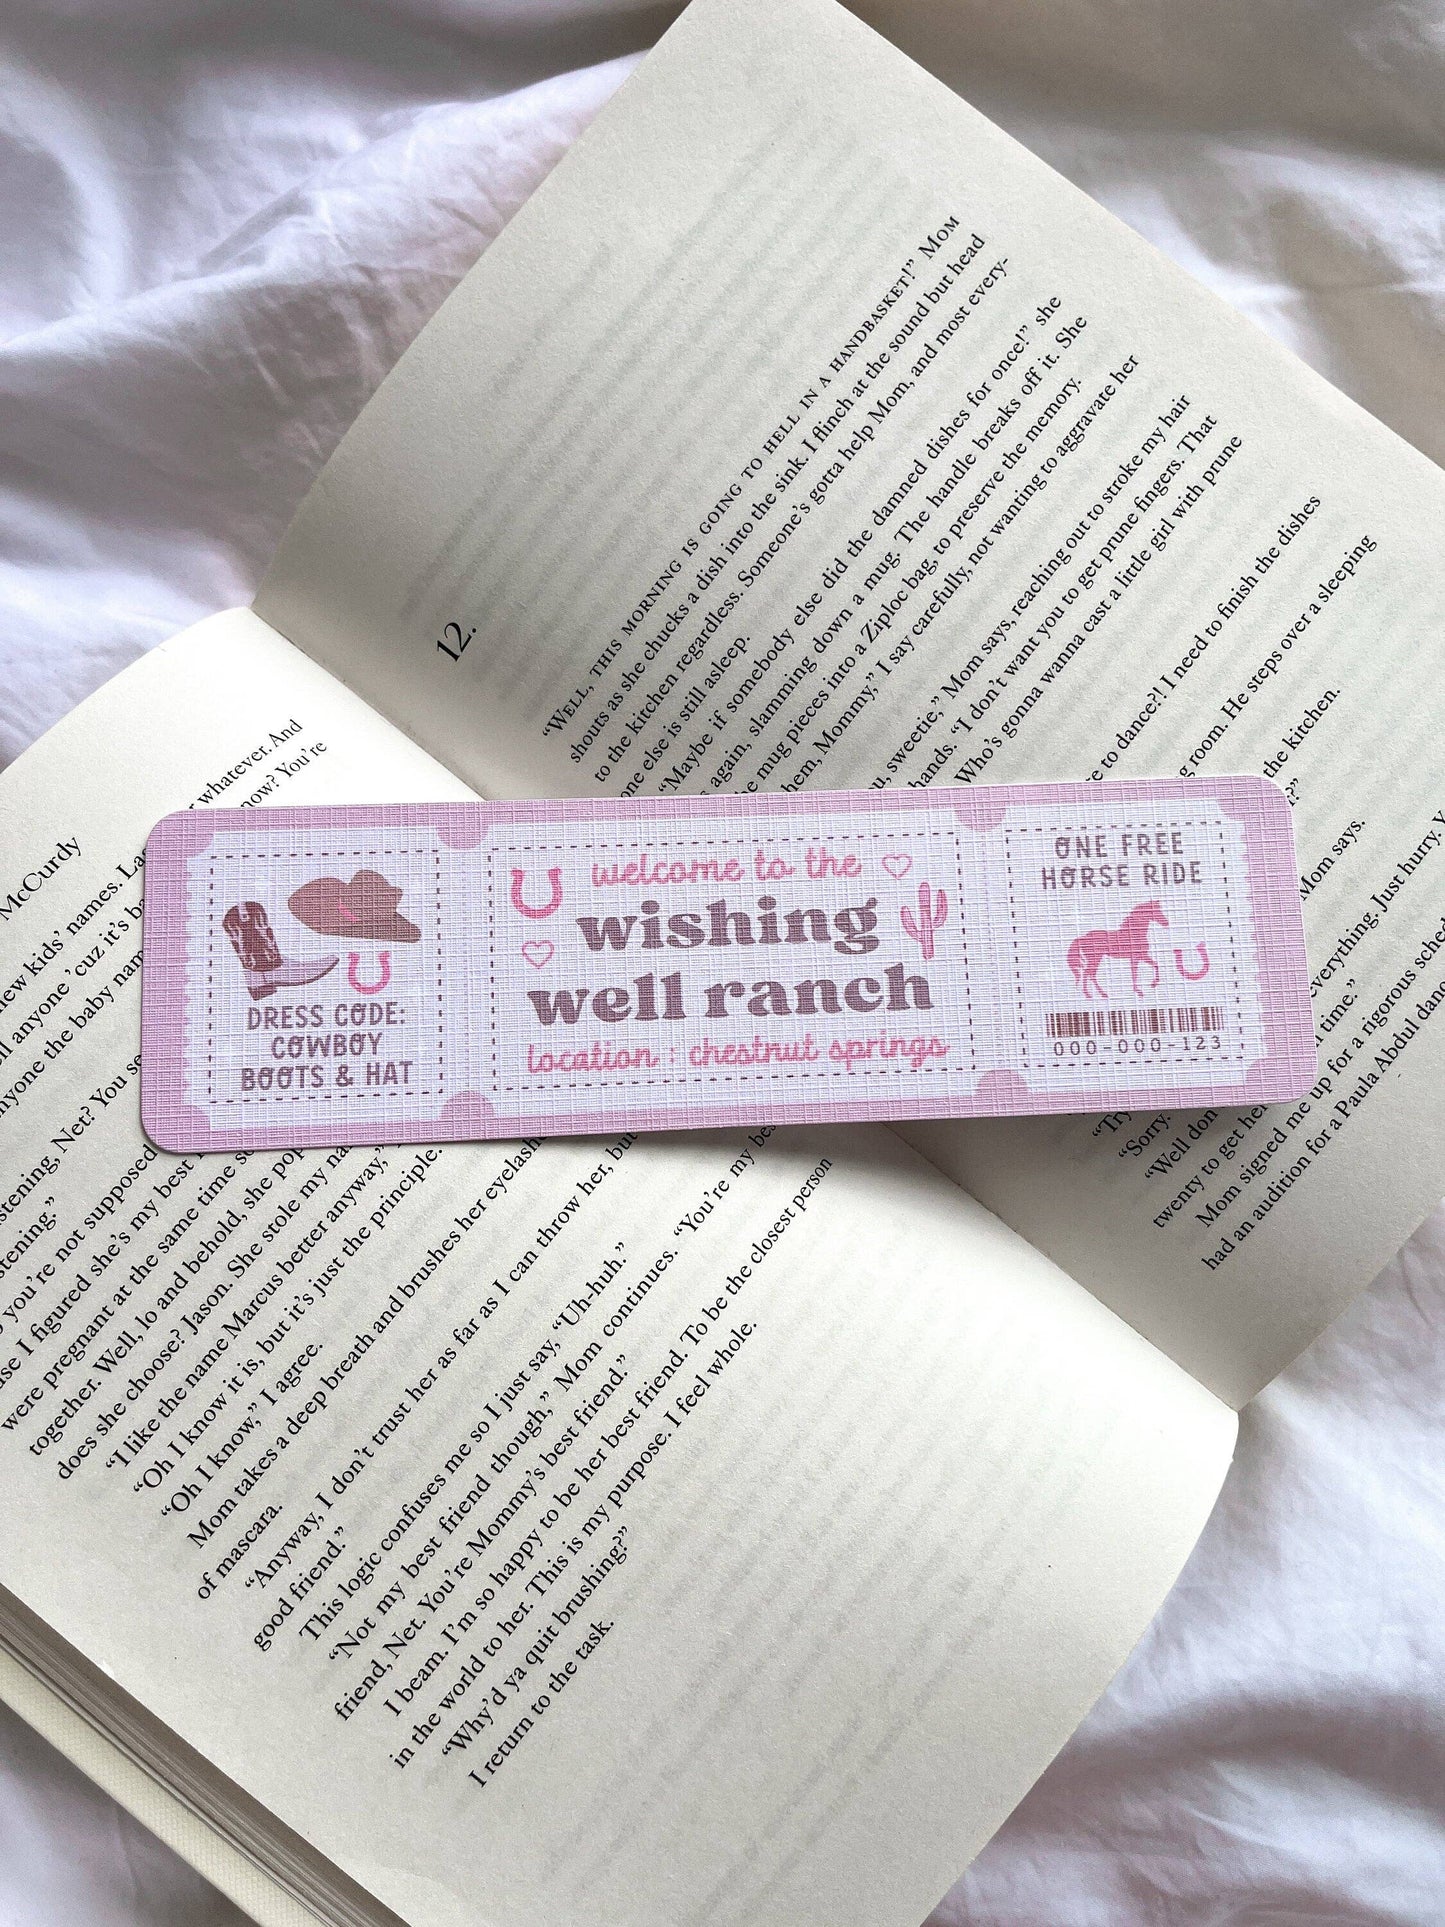 McCurdy
whatever. And
now? You're
new kids' names. Las
anyone 'cuz it's ba
anyone the baby nam
listening, Net? You se
listening."
you're not supposed
I figured she's my best
were pregnant at the same time s
together. Well, lo and behold, she pop
does she choose? Jason. She stole my na
"I like the name Marcus better anyway,"
"Oh I know it is, but it's just the principle.
"Oh I know," I agree.
Mom takes a deep breath and brushes her eyelash
of mascara.
"Anyway, I don't trust her as far as I can throw her, but
good friend."
This logic confuses me so I just say, "Uh-huh."
"Not my best friend though," Mom continues. "You're my bes
friend, Net. You're Mommy's best friend."
I beam. I'm so happy to be her best friend. To be the closest person
in the world to her. This is my purpose. I feel whole.
"Why'd ya quit brushing?"
I return to the task.
12.
"WELL, THIS MORNING IS GOING TO HELL IN A HANDBASKET!" MOM
shouts as she chucks a dish into the sink. I flinch at the sound but head
to the kitchen regardless. Someone's gotta help Mom, and most every-
one else is still asleep.
"Maybe if somebody else did the damned dishes for once!" she
again, slamming down a mug. The handle breaks off it. She
mug pieces into a Ziploc bag, to preserve the memory.
hem, Mommy," I say carefully, not wanting to aggravate her
u, sweetie," Mom says, reaching out to stroke my hair
hands. "I don't want you to get prune fingers. That
Who's gonna wanna cast a little girl with prune
re to dance?! I need to finish the dishes
g room. He steps over a sleeping
the kitchen.
?"
Mom says.
everything. Just hurry.
time."
"Try
"Sorry.
"Well don
twenty to get her
Mom signed me up for a rigorous sched
had an audition for a Paula Abdul danc
DRESS CODE:
COWBOY
BOOTS & HAT
welcome to the
wishing
well ranch
location : chestnut springs
ONE FREE
HORSE RIDE
000-000-123